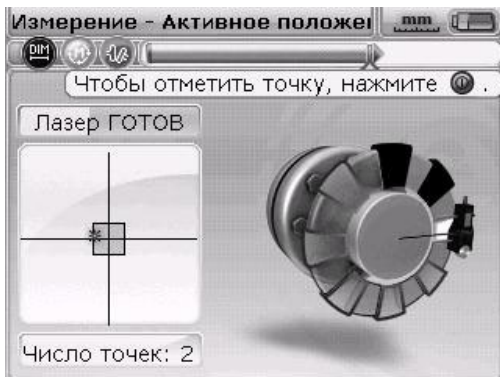 Измерение - Активное положе
mm
DIM
Чтобы отметить точку, нажмите .
Лазер ГОТОВ
Число точек: 2